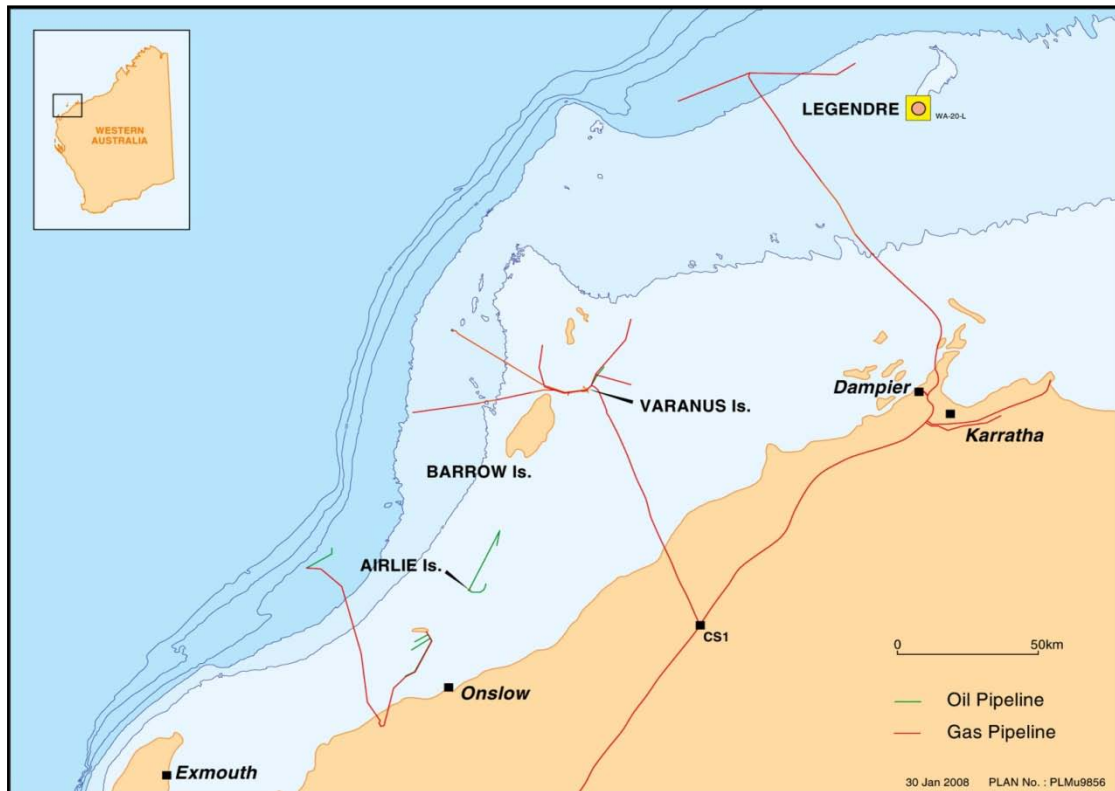 WESTERN
AUSTRALIA
LEGENDRE
WA-20-L
Dampier
Karratha
VARANUS Is.
BARROW Is.
AIRLIE Is.
CS1
Onslow
Exmouth
0 50km
Oil Pipeline
Gas Pipeline
30 Jan 2008 PLAN No. : PLMu9856